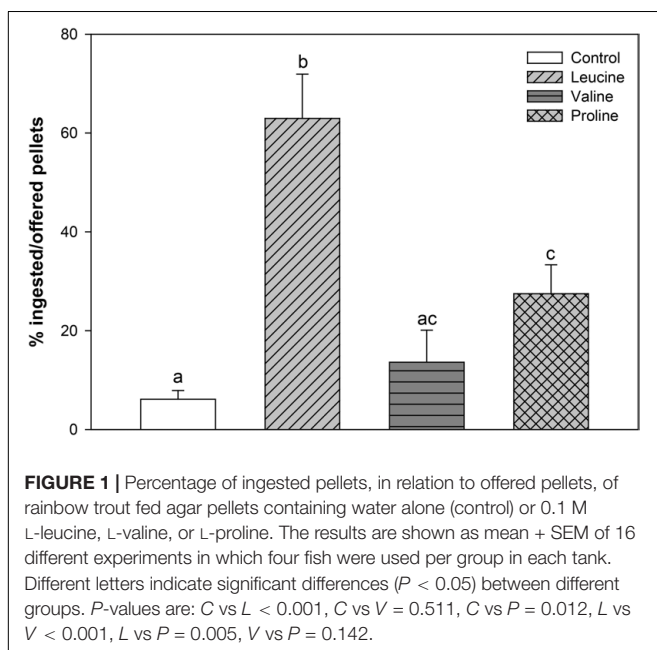 80
60
40
20
0
% ingested/offered pellets
Control
Leucine
Valine
Proline
a
b
ac
c
FIGURE 1 | Percentage of ingested pellets, in relation to offered pellets, of
rainbow trout fed agar pellets containing water alone (control) or 0.1 M
L-leucine, L-valine, or L-proline. The results are shown as mean + SEM of 16
different experiments in which four fish were used per group in each tank.
Different letters indicate significant differences (P < 0.05) between different
groups. P-values are: C vs L < 0.001, C vs V = 0.511, C vs P = 0.012, L vs
V < 0.001, L vs P = 0.005, V vs P = 0.142.